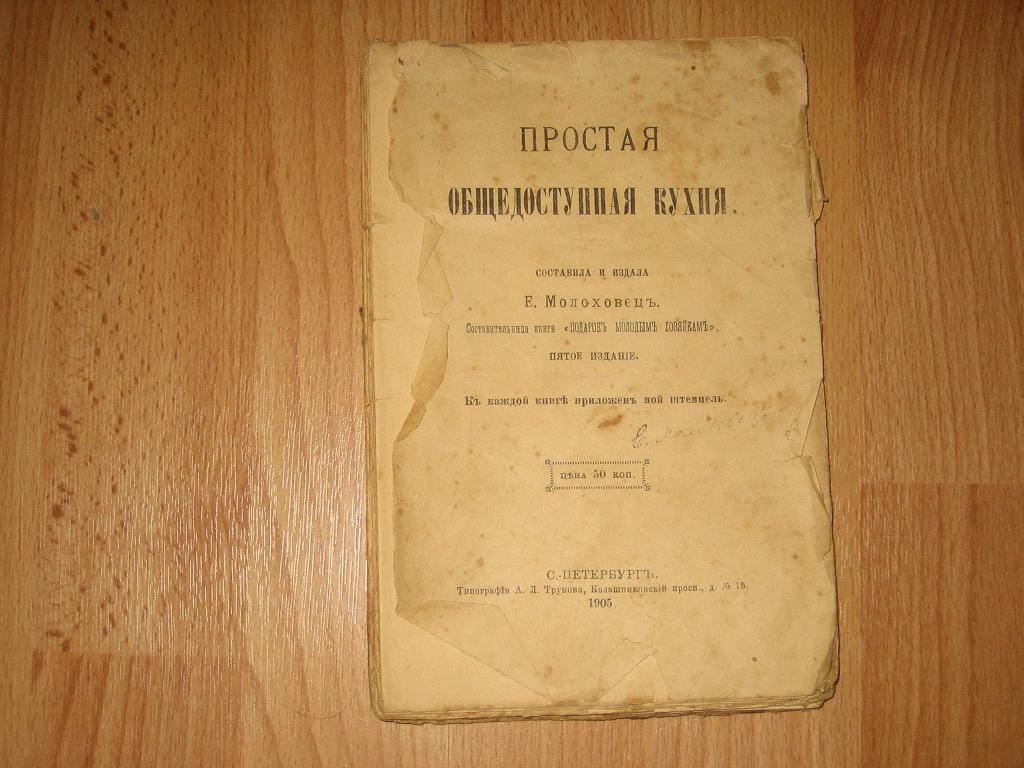 ПРОСТАЯ
ОБЩЕДОСТУПНАЯ КУХНЯ.
СОСТАВИЛА И ИЗДАЛА
Е. Молоховецъ.
Составительница книги «ПОДАРОКЪ МОЛОДЫМЪ ХОЗЯЙКАМЪ».
ПЯТОЕ ИЗДАНІЕ.
Къ каждой книгѣ приложенъ мой штемпель.
Е. Молоховецъ
ЦѢНА 50 КОП.
С.-ПЕТЕРБУРГЪ.
Типографія А. Л. Трунова, Калашниковскій просп., д. № 15.
1905.